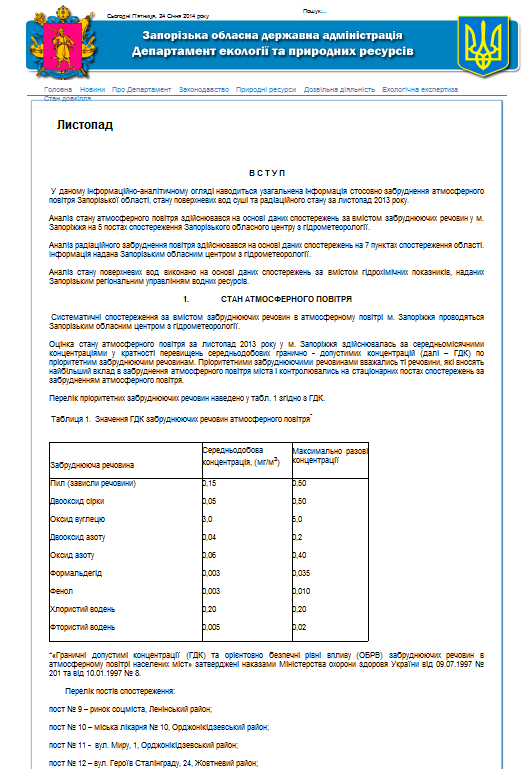 Пошук...
Сьогодні П'ятниця, 24 Січня 2014 року
Запорізька обласна державна адміністрація
Департамент екології та природних ресурсів
Головна Новини Про Департамент Законодавство Природні ресурси Дозвільна діяльність Екологічна експертиза
Стан довкілля
Листопад
В С Т У П
У даному інформаційно-аналітичному огляді наводиться узагальнена інформація стосовно забруднення атмосферного
повітря Запорізької області, стану поверхневих вод суші та радіаційного стану за листопад 2013 року.
Аналіз стану атмосферного повітря здійснювався на основі даних спостережень за вмістом забруднюючих речовин у м.
Запоріжжя на 5 постах спостереження Запорізького обласного центру з гідрометеорології.
Аналіз радіаційного забруднення повітря здійснювався на основі даних спостережень на 7 пунктах спостереження області.
Інформація надана Запорізьким обласним центром з гідрометеорології.
Аналіз стану поверхневих вод виконано на основі даних спостережень за вмістом гідрохімічних показників, наданих
Запорізьким регіональним управлінням водних ресурсів.
1. СТАН АТМОСФЕРНОГО ПОВІТРЯ
Систематичні спостереження за вмістом забруднюючих речовин в атмосферному повітрі м. Запоріжжя проводяться
Запорізьким обласним центром з гідрометеорології.
Оцінка стану атмосферного повітря за листопад 2013 року у м. Запоріжжя здійснювалась за середньомісячними
концентраціями у кратності перевищень середньодобових гранично - допустимих концентрацій (далі – ГДК) по
пріоритетним забруднюючим речовинам. Пріоритетними забруднюючими речовинами вважались ті речовини, які вносять
найбільший вклад в забруднення атмосферного повітря міста і контролювались на стаціонарних постах спостережень за
забрудненням атмосферного повітря.
Перелік пріоритетних забруднюючих речовин наведено у табл. 1 згідно з ГДК.
Таблиця 1. Значення ГДК забруднюючих речовин атмосферного повітря*
Забруднююча речовина Середньодобова концентрація, (мг/м3) Максимально разові концентрації
Пил (зависли речовини) 0,15 0,50
Двооксид сірки 0,05 0,50
Оксид вуглецю 3,0 5,0
Двооксид азоту 0,04 0,2
Оксид азоту 0,06 0,40
Формальдегід 0,003 0,035
Фенол 0,003 0,010
Хлористий водень 0,20 0,20
Фтористий водень 0,005 0,02
*«Граничні допустимі концентрації (ГДК) та орієнтовно безпечні рівні впливу (ОБРВ) забруднюючих речовин в
атмосферному повітрі населених міст» затверджені наказами Міністерства охорони здоровя України від 09.07.1997 №
201 та від 10.01.1997 № 8.
Перелік постів спостереження:
пост № 9 – ринок соцміста, Ленінський район;
пост № 10 – міська лікарня № 10, Орджонікідзевський район;
пост № 11 - вул. Миру, 1, Орджонікідзевський район;
пост № 12 – вул. Героїв Сталінграду, 24, Жовтневий район;